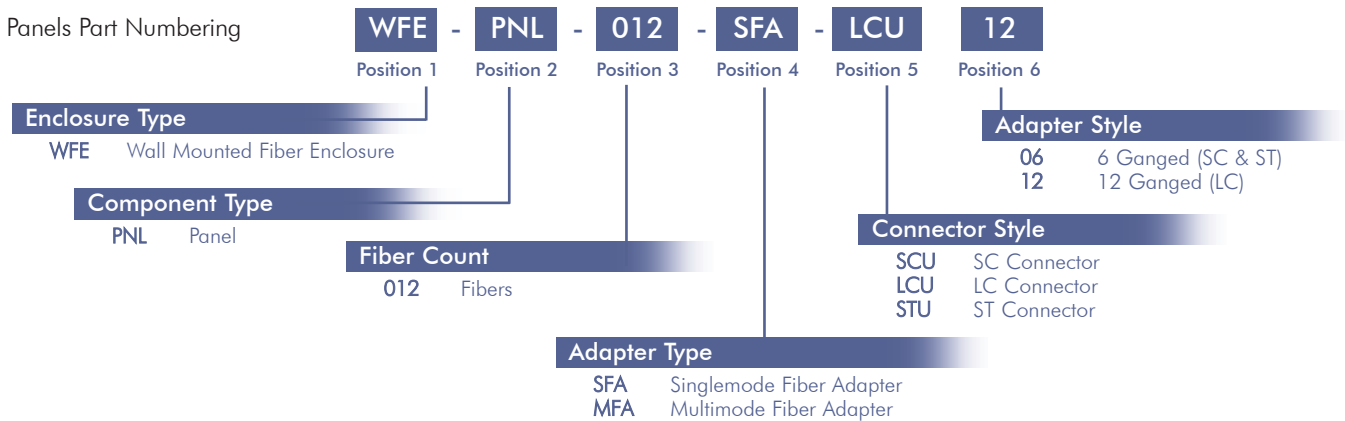 Panels Part Numbering
WFE - PNL - 012 - SFA - LCU 12
Position 1 Position 2 Position 3 Position 4 Position 5 Position 6
Enclosure Type
WFE Wall Mounted Fiber Enclosure
Component Type
PNL Panel
Fiber Count
012 Fibers
Adapter Type
SFA Singlemode Fiber Adapter
MFA Multimode Fiber Adapter
Connector Style
SCU SC Connector
LCU LC Connector
STU ST Connector
Adapter Style
06 6 Ganged (SC & ST)
12 12 Ganged (LC)